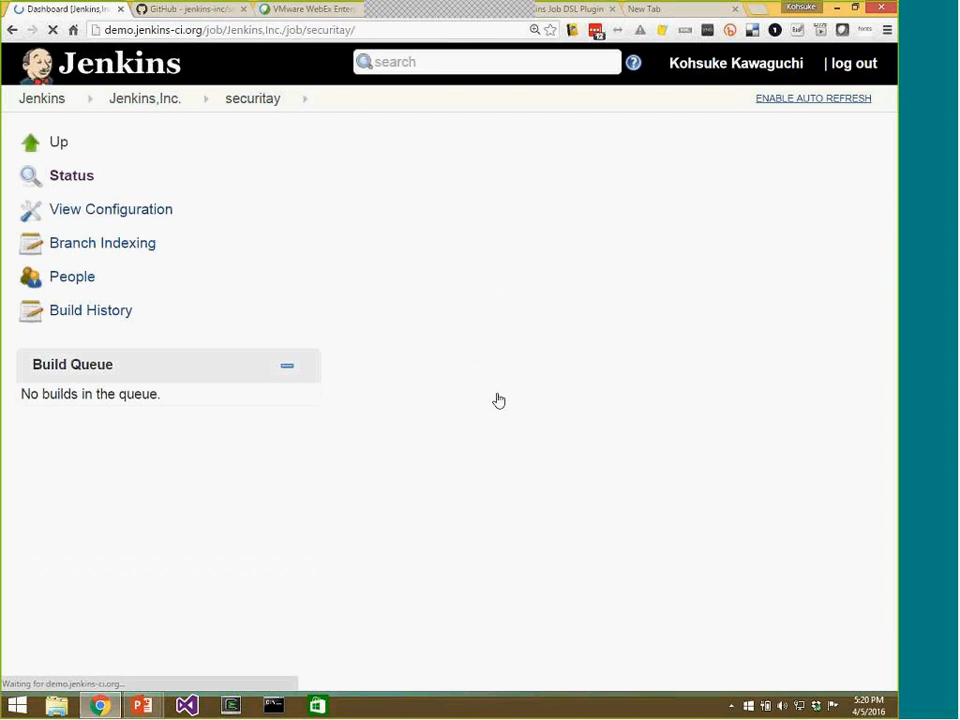 Dashboard [Jenkins,In
GitHub - jenkins-inc/s
VMware WebEx Enter
ins Job DSL Plugin
New Tab
Kohsuke
demo.jenkins-ci.org/job/Jenkins,Inc./job/securitay/
Jenkins
search
Kohsuke Kawaguchi
| log out
Jenkins
Jenkins,Inc.
securitay
ENABLE AUTO REFRESH
Up
Status
View Configuration
Branch Indexing
People
Build History
Build Queue
No builds in the queue.
Waiting for demo.jenkins-ci.org...
5:20 PM
4/5/2016